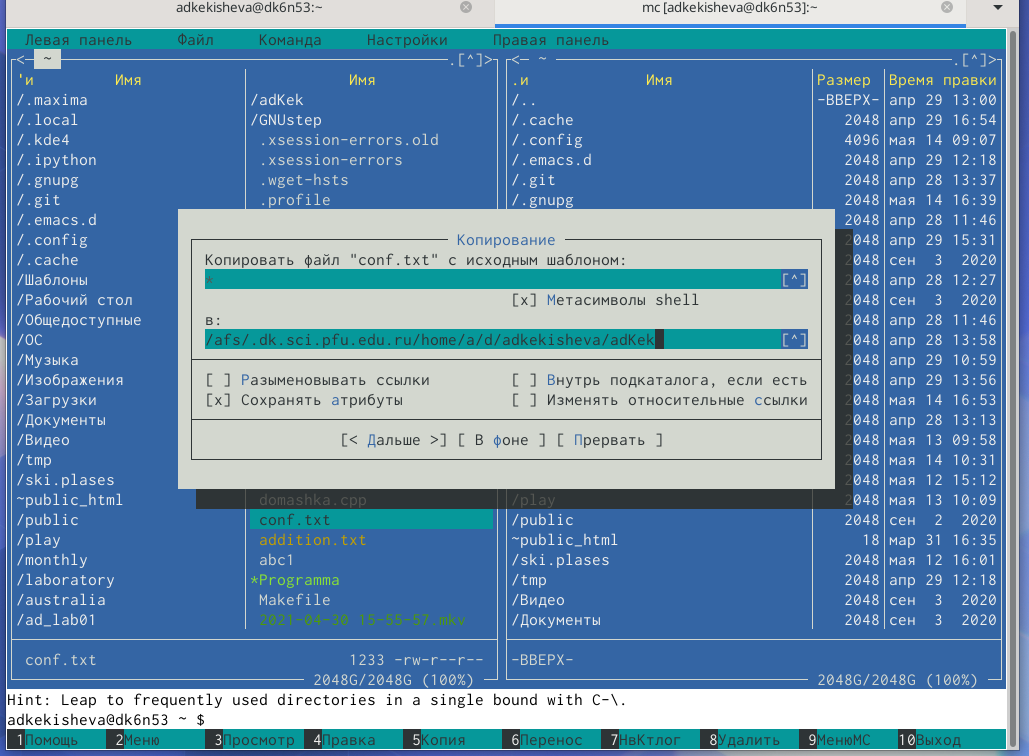 adkekisheva@dk6n53:~
mc [adkekisheva@dk6n53]:~
Левая панель Файл Команда Настройки Правая панель
<— ~ .[^]>
<— ~ .[^]>
'и Имя Имя
.и Имя Размер Время правки
/.maxima /adKek
/.. -ВВЕРХ- апр 29 13:00
/.local /GNUstep
/.cache 2048 апр 29 16:54
/.kde4 .xsession-errors.old
/.config 4096 мая 14 09:07
/.ipython .xsession-errors
/.emacs.d 2048 апр 29 12:18
/.gnupg .wget-hsts
/.git 2048 апр 28 13:37
/.git .profile
/.gnupg 2048 мая 14 16:39
/.emacs.d
2048 апр 28 11:46
/.config
2048 апр 29 15:31
/.cache
2048 сен 3 2020
/Шаблоны
2048 апр 28 12:27
/Рабочий стол
2048 сен 3 2020
/Общедоступные
2048 апр 28 11:46
/ОС
2048 апр 28 13:58
/Музыка
2048 апр 29 10:59
/Изображения
2048 апр 29 13:56
/Загрузки
2048 мая 14 16:53
/Документы
2048 апр 28 13:13
/Видео
2048 мая 13 09:58
/tmp
2048 мая 14 10:31
/ski.plases
2048 мая 12 15:12
~public_html domashka.cpp
/play 2048 мая 13 10:09
/public conf.txt
/public 2048 сен 2 2020
/play addition.txt
~public_html 18 мар 31 16:35
/monthly abc1
/ski.plases 2048 мая 12 16:01
/laboratory *Programma
/tmp 2048 апр 29 12:18
/australia Makefile
/Видео 2048 сен 3 2020
/ad_lab01 2021-04-30 15-55-57.mkv
/Документы 2048 сен 3 2020
Копирование
Копировать файл "conf.txt" с исходным шаблоном:
* [^]
[x] Метасимволы shell
в:
/afs/.dk.sci.pfu.edu.ru/home/a/d/adkekisheva/adKek [^]
[ ] Разыменовывать ссылки [ ] Внутрь подкаталога, если есть
[x] Сохранять атрибуты [ ] Изменять относительные ссылки
[< Дальше >] [ В фоне ] [ Прервать ]
conf.txt 1233 -rw-r--r--
-ВВЕРХ-
2048G/2048G (100%)
2048G/2048G (100%)
Hint: Leap to frequently used directories in a single bound with C-\.
adkekisheva@dk6n53 ~ $
1Помощь 2Меню 3Просмотр 4Правка 5Копия 6Перенос 7НвКтлог 8Удалить 9МенюМС 10Выход